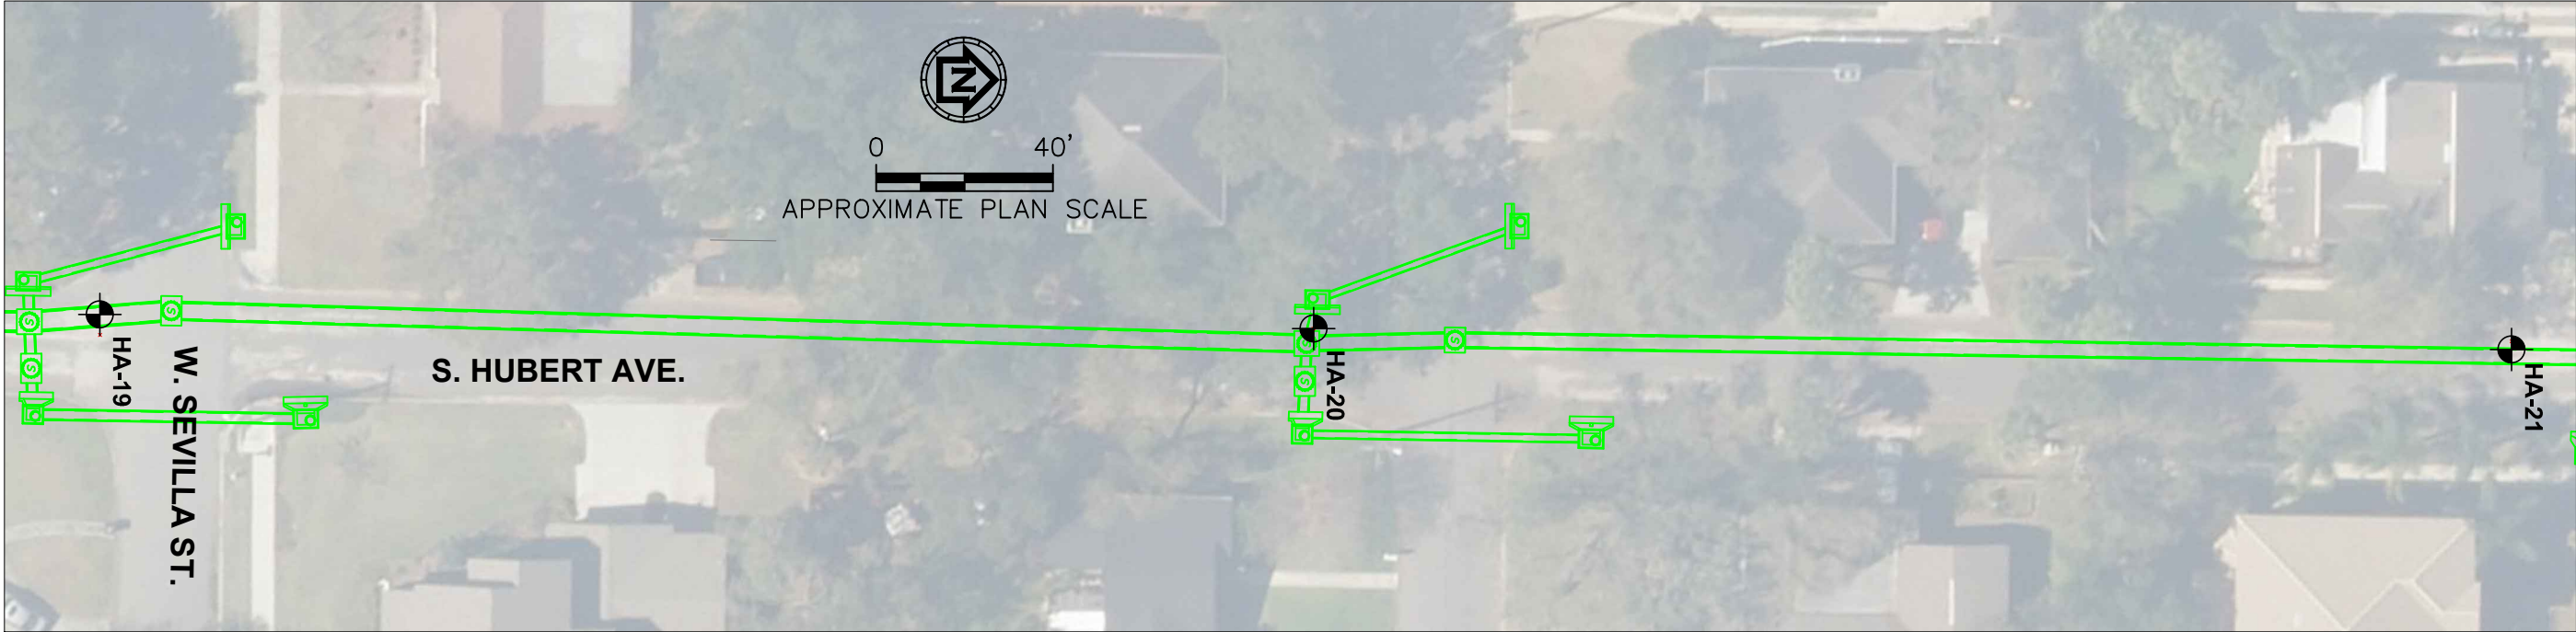 N
0 40'
APPROXIMATE PLAN SCALE
HA-19
W. SEVILLA ST.
S. HUBERT AVE.
HA-20
HA-21
S
S
S
S
S
S